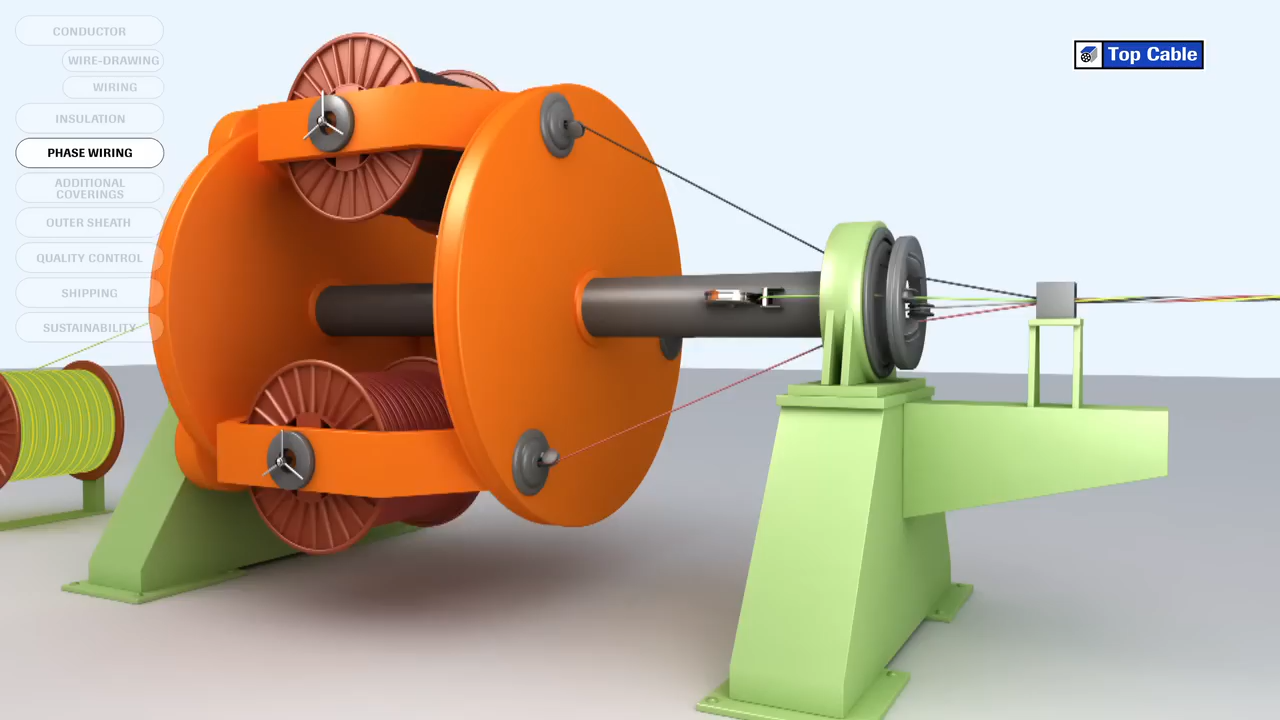 CONDUCTOR
WIRE-DRAWING
WIRING
INSULATION
PHASE WIRING
ADDITIONAL
COVERINGS
OUTER SHEATH
QUALITY CONTROL
SHIPPING
SUSTAINABILITY
Top Cable